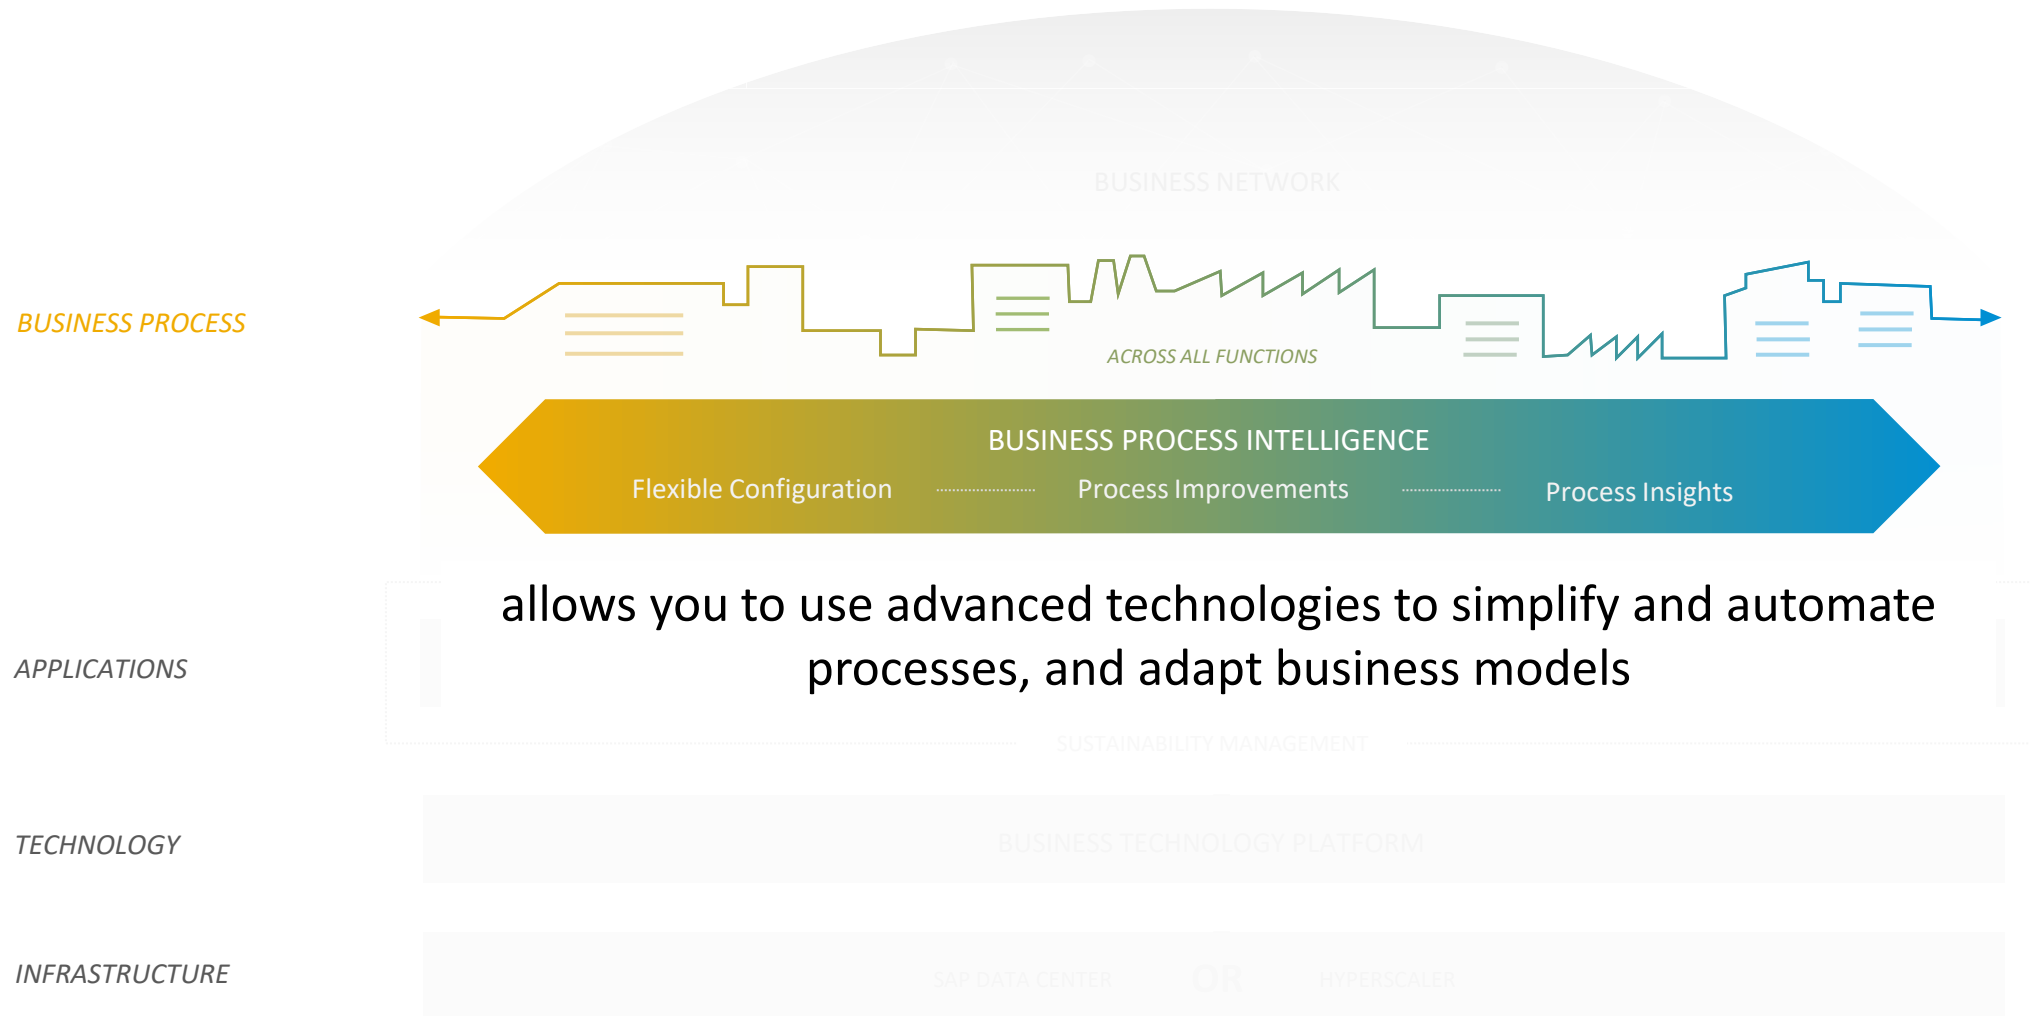 BUSINESS NETWORK
BUSINESS PROCESS
ACROSS ALL FUNCTIONS
BUSINESS PROCESS INTELLIGENCE
Flexible Configuration
Process Improvements
Process Insights
allows you to use advanced technologies to simplify and automate
processes, and adapt business models
APPLICATIONS
SUSTAINABILITY MANAGEMENT
TECHNOLOGY
BUSINESS TECHNOLOGY PLATFORM
INFRASTRUCTURE
SAP DATA CENTER
OR
HYPERSCALER